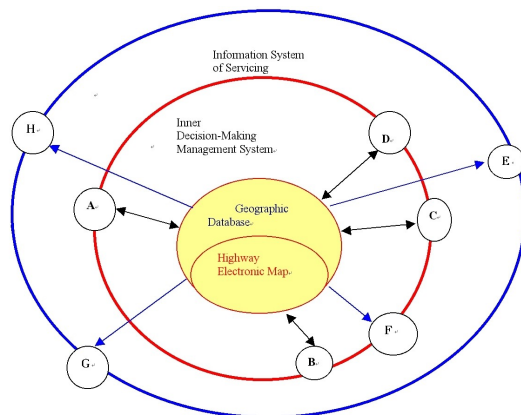 Information System
of Servicing
Inner
Decision-Making
Management System
H
D
E
A
C
Geographic
Database
Highway
Electronic Map
F
B
G